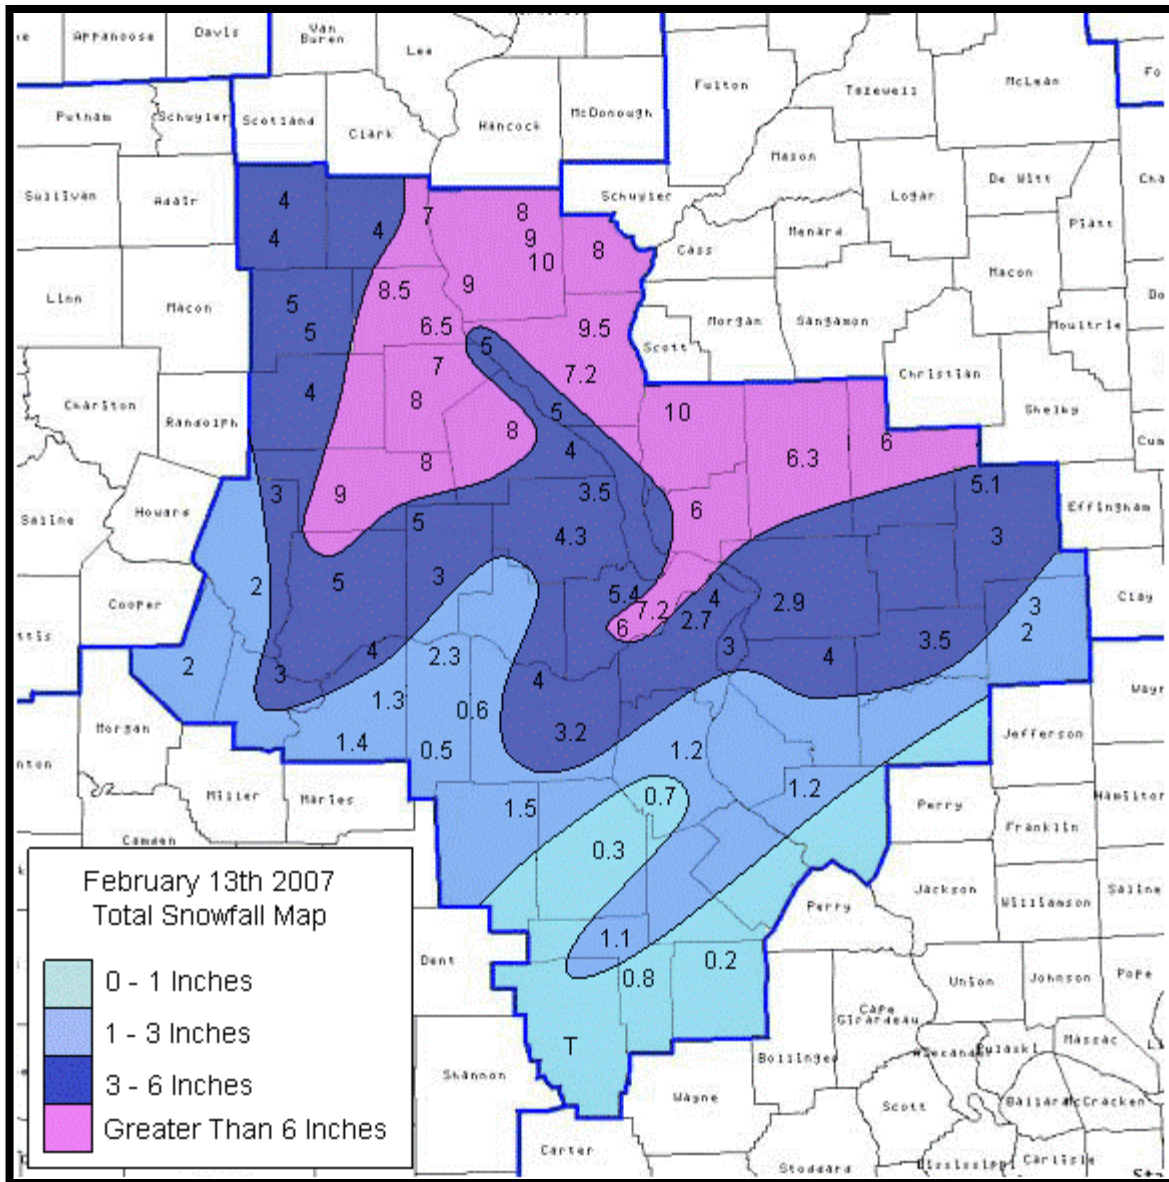 Appanoose
Davis
Van
Buren
Lee
Fulton
Tazewell
McLean
Fo
Putnam
Schuyler
Scotland
Clark
Hancock
McDonough
Mason
Logan
De Witt
Cha
Sullivan
Adair
Schuyler
Piatt
4
4
4
7
8
9
10
8
Cass
Menard
Macon
Linn
Macon
8.5
9
Do
5
5
6.5
9.5
Morgan
Sangamon
Moultrie
Scott
5
7
7.2
Christian
Chariton
4
8
5
10
Shelby
Randolph
8
4
6.3
6
Cum
8
3
9
3.5
6
5.1
Saline
Howard
5
4.3
3
Effingham
2
5
3
5.4
4
2.9
Cooper
7.2
3
Clay
ttis
6
2.7
2
2.3
4
3
4
3.5
2
3
4
Wayn
1.3
0.6
Morgan
1.4
0.5
3.2
1.2
Jefferson
nton
Miller
Maries
1.5
0.7
1.2
Perry
Hamilton
Camden
0.3
Franklin
February 13th 2007
Total Snowfall Map
Jackson
Saline
Perry
Williamson
1.1
Dent
0.8
0.2
0 - 1 Inches
Union
Johnson
Pope
1 - 3 Inches
Cape
Girardeau
T
Bollinger
Alexander
Pulaski
Massac
3 - 6 Inches
Shannon
Wayne
Scott
Ballard
McCracken
Greater Than 6 Inches
Carter
Stoddard
Mississippi
Carlisle